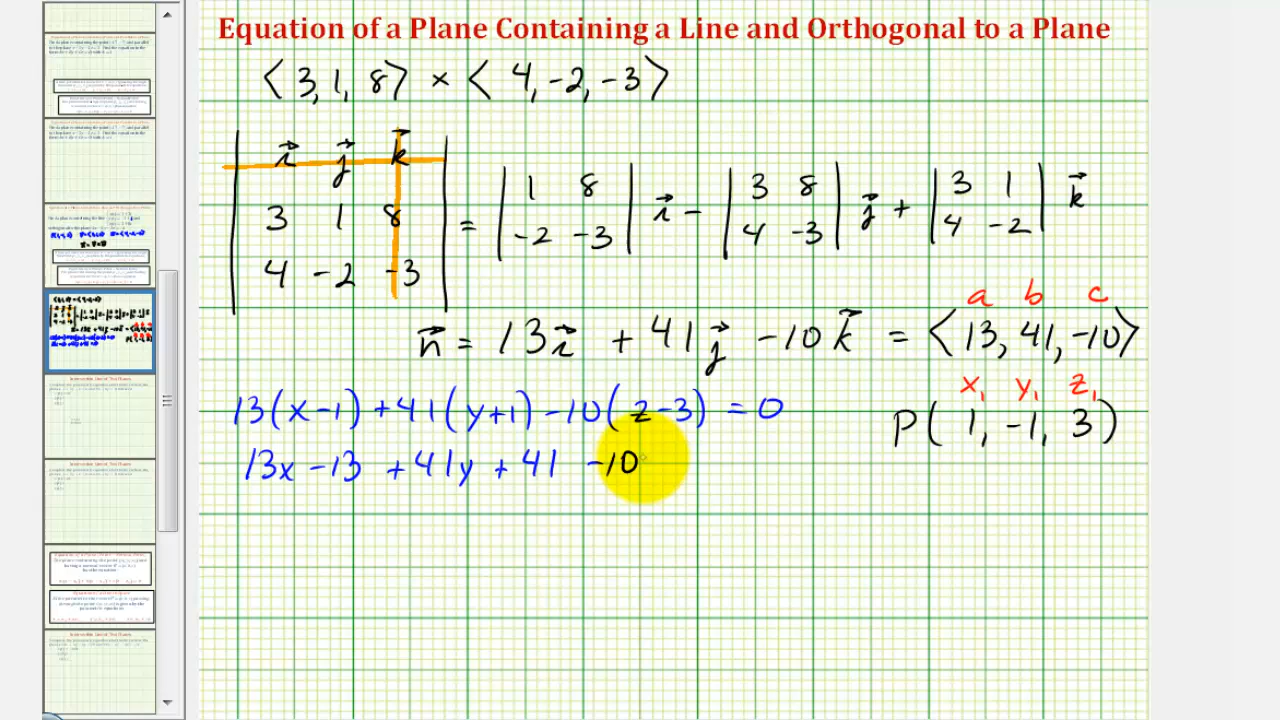 Equation of a Plane Containing a Line and Orthogonal to a Plane
⟨3, 1, 8⟩ × ⟨4, -2, -3⟩
| i⃗ j⃗ k⃗ |
| 3 1 8 | = | 1 8 | i⃗ - | 3 8 | j⃗ + | 3 1 | k⃗
| 4 -2 -3 | | -2 -3 | | 4 -3 | | 4 -2 |
a b c
n⃗ = 13i⃗ + 41j⃗ - 10k⃗ = ⟨13, 41, -10⟩
x₁ y₁ z₁
13(x-1) + 41(y+1) - 10(z-3) = 0 P(1, -1, 3)
13x - 13 + 41y + 41 - 10